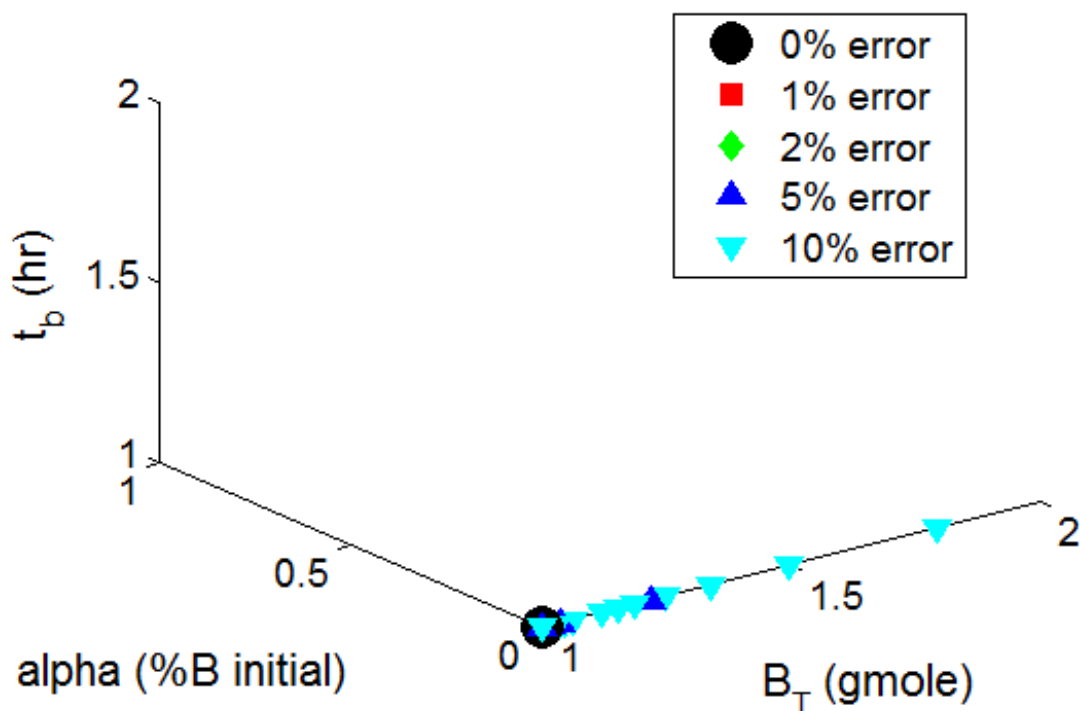 0% error
1% error
2% error
5% error
10% error
2
1.5
1
t_b (hr)
1
0.5
0
alpha (%B initial)
1
1.5
2
B_T (gmole)